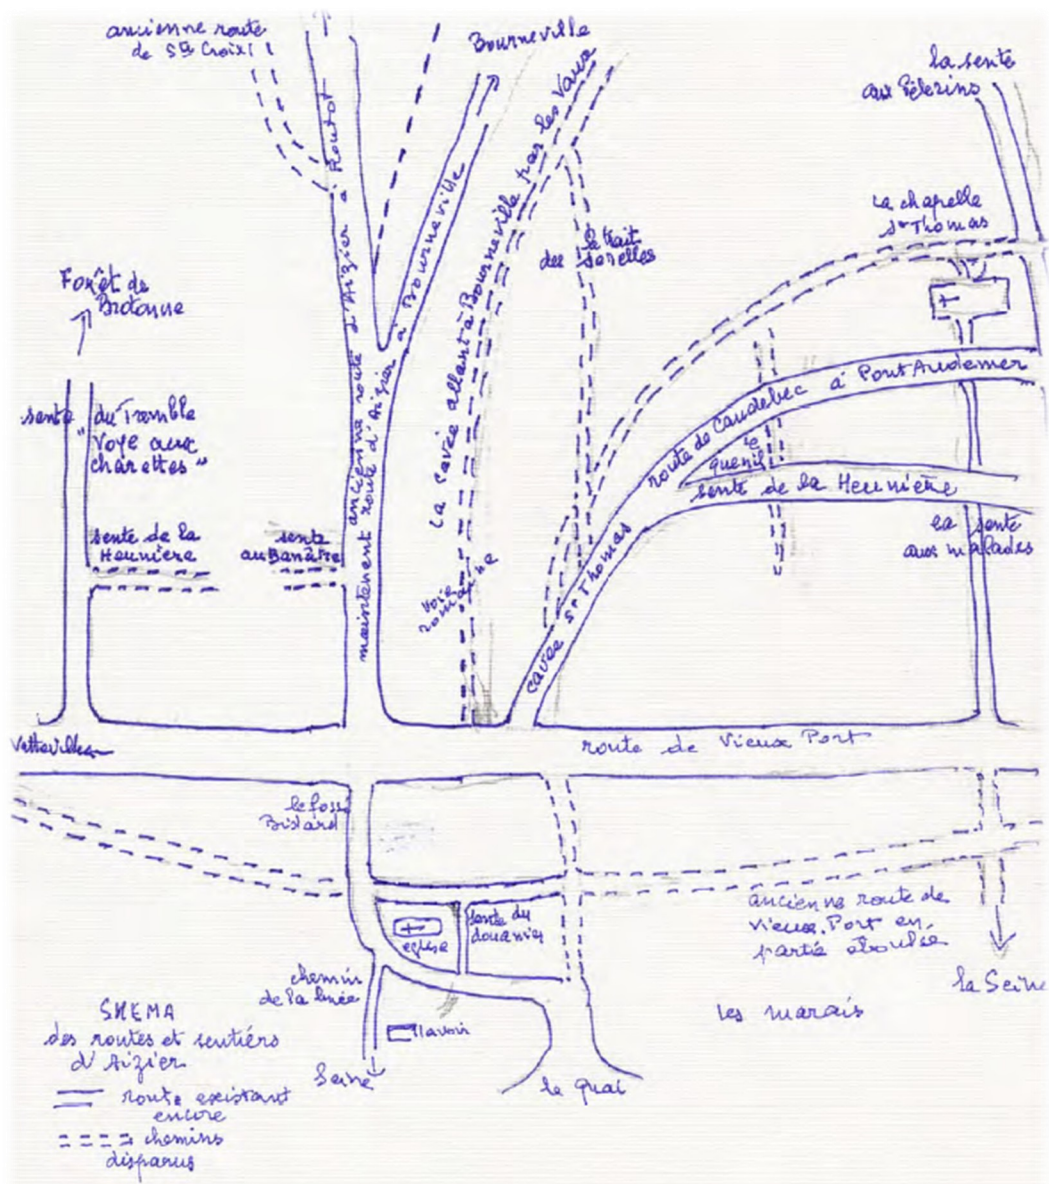 ancienne route
de Ste Croix
Bourneville
la sente
aux Pèlerins
ancienne route d'Aizier à Routot
maintenant route d'Aizier à Bourneville
La cavée allant à Bourneville par les Vaux
le trait
des Sorelles
la chapelle
St Thomas
Forêt de
Brotonne
sente "du Tremble
Voye aux
charettes"
route de Caudebec à Pont Audemer
le
quenil
sente de la Heunière
sente de la
Heunière
sente
au Banâtre
la sente
aux malades
voie
romaine
cavée St Thomas
Vatteville
route de Vieux Port
le fossé
Bistard
ancienne route de
Vieux.Port en
partie éboulée
sente du
douanier
église
chemin
de la
la Seine
les marais
SHEMA
des routes et sentiers
d'Aizier
lavoir
Seine
le Quai
route existant
encore
chemins
disparus